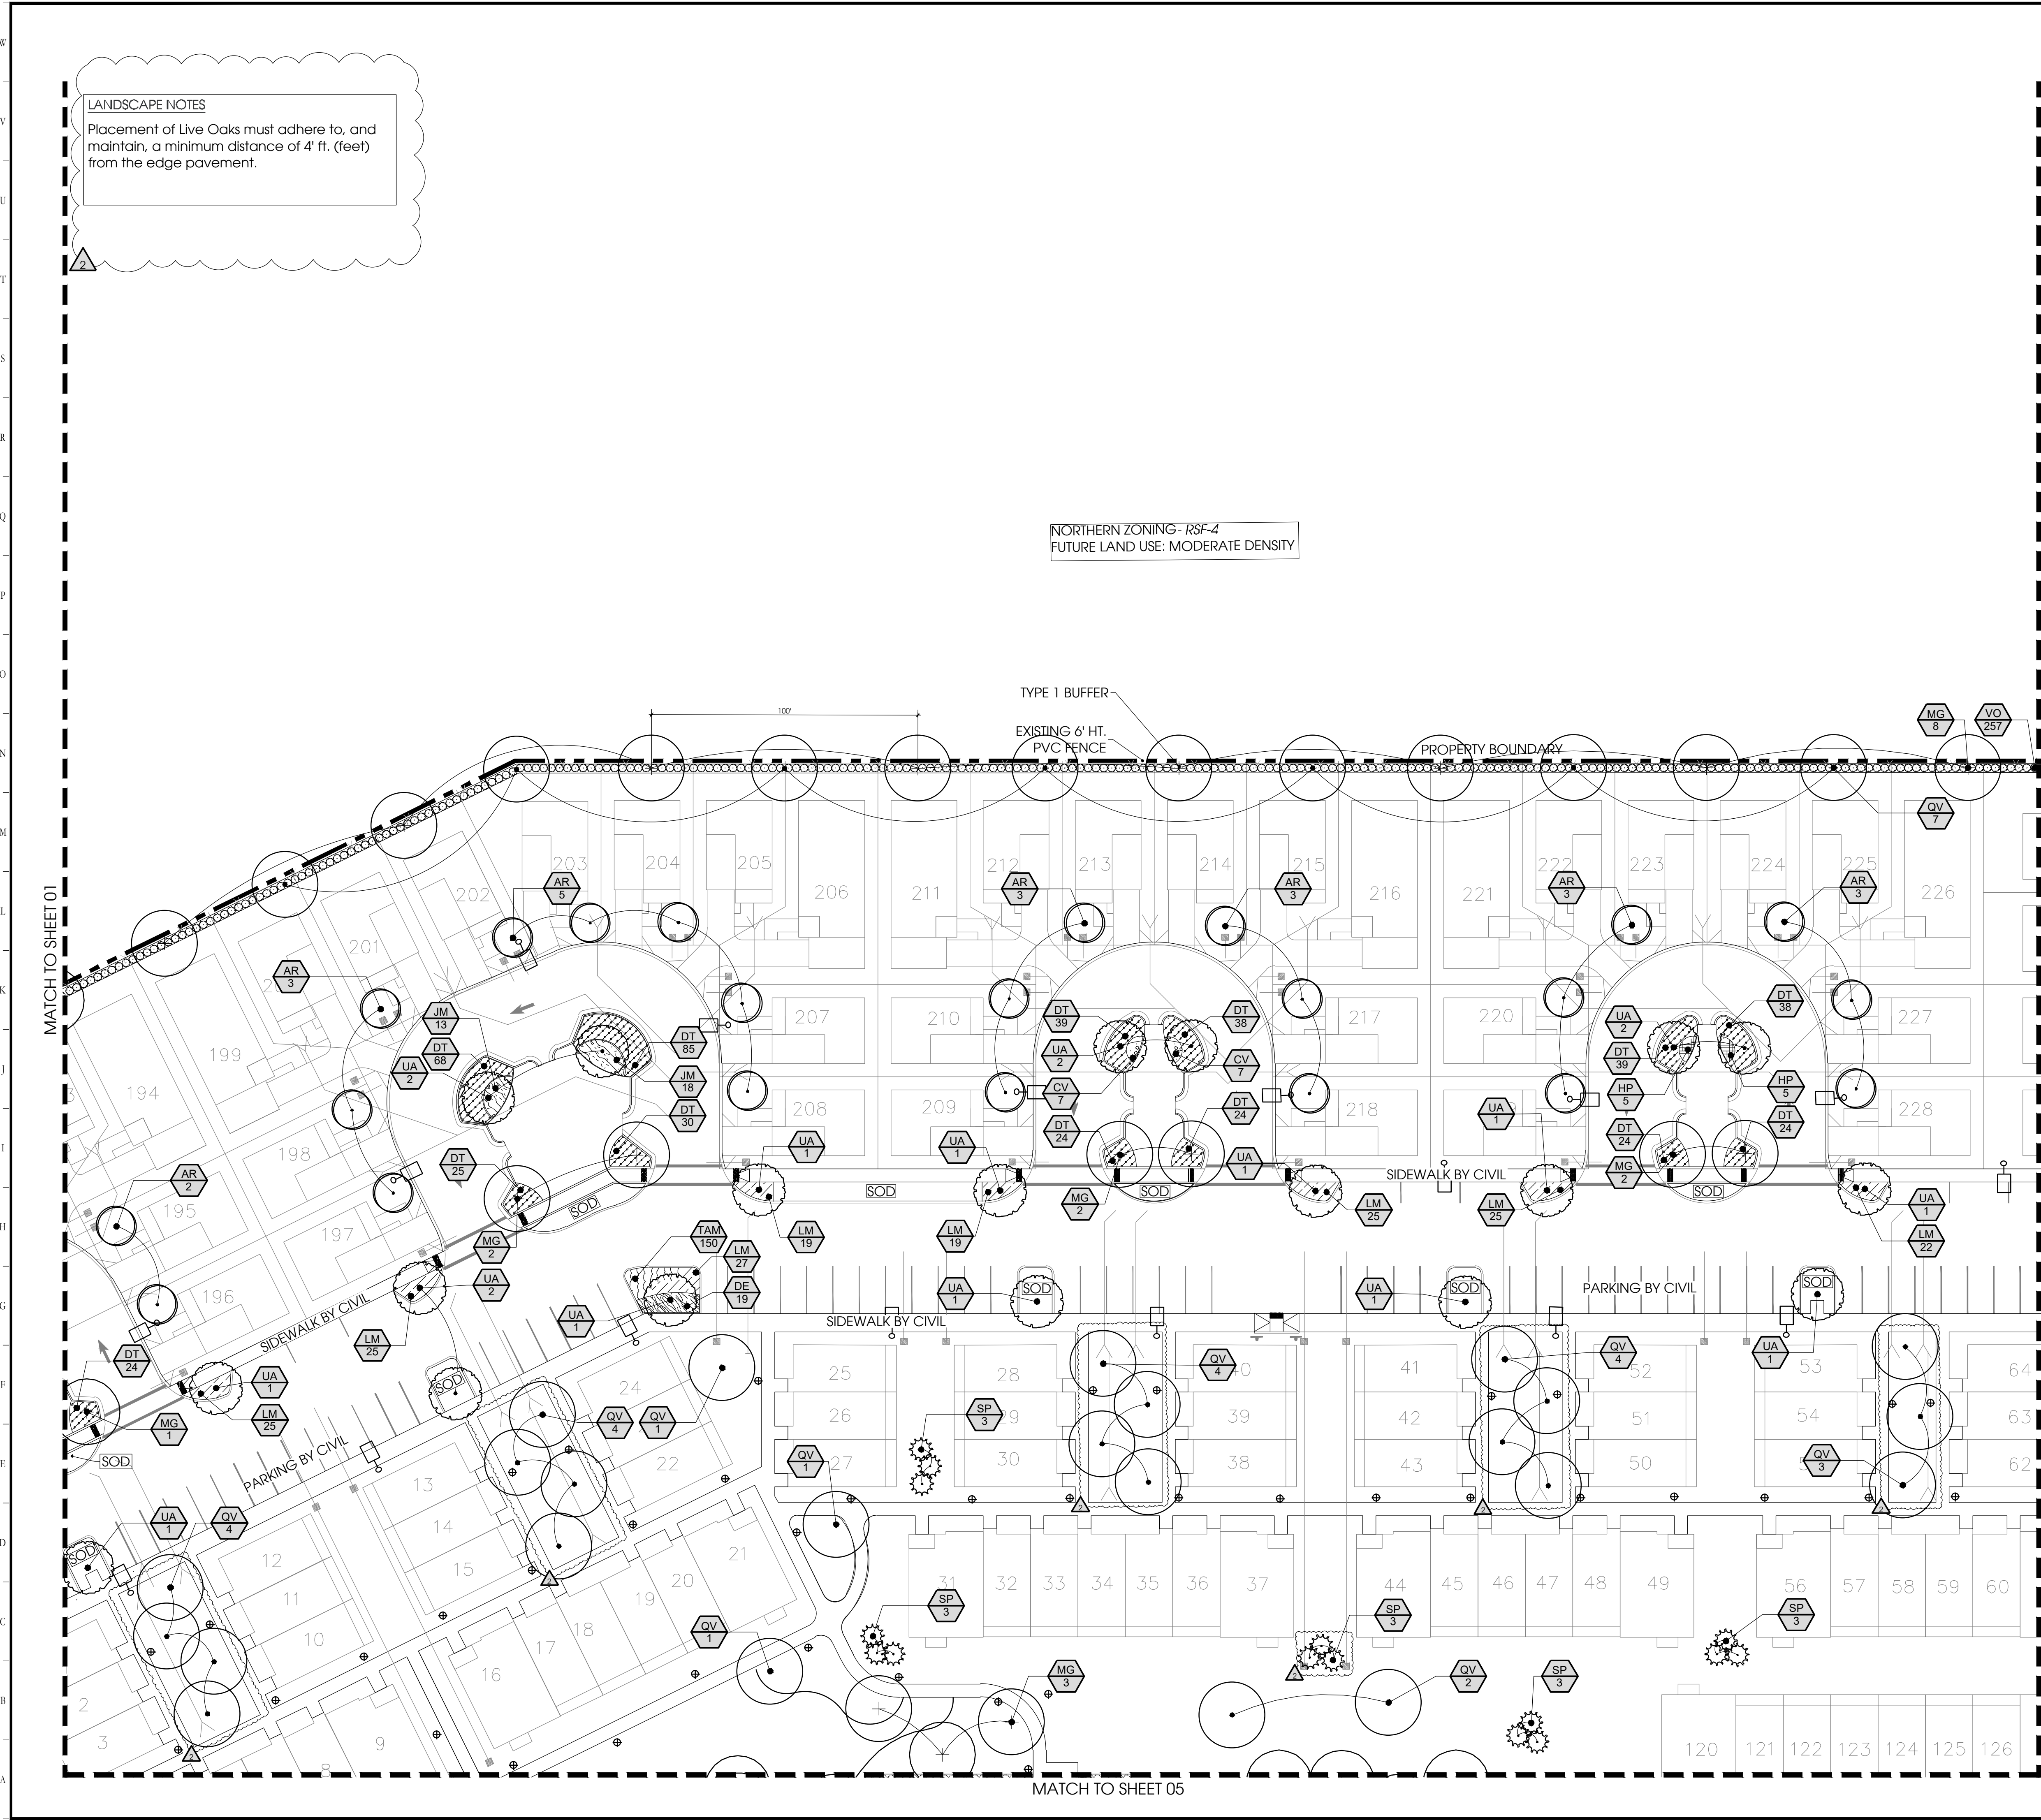 W
V
U
T
S
R
Q
P
O
N
M
L
K
J
I
H
G
F
E
D
C
B
A
LANDSCAPE NOTES
Placement of Live Oaks must adhere to, and
maintain, a minimum distance of 4' ft. (feet)
from the edge pavement.
2
NORTHERN ZONING- RSF-4
FUTURE LAND USE: MODERATE DENSITY
MATCH TO SHEET 01
TYPE 1 BUFFER
100'
EXISTING 6' HT.
PVC FENCE
PROPERTY BOUNDARY
MG
8
VO
257
QV
7
203
204
205
206
211
212
213
214
215
216
221
222
223
224
225
226
AR
5
AR
3
AR
3
AR
3
AR
3
202
201
AR
3
199
194
JM
13
DT
68
UA
2
DT
85
JM
18
DT
30
207
208
210
209
DT
39
UA
2
CV
7
DT
24
DT
38
CV
7
DT
24
217
218
220
UA
2
DT
39
HP
5
DT
24
MG
2
DT
38
HP
5
DT
24
227
228
UA
1
198
DT
25
UA
1
UA
1
UA
1
AR
2
195
197
196
SOD
SOD
SOD
SOD
SIDEWALK BY CIVIL
MG
2
UA
2
TAM
150
LM
27
DE
19
LM
19
LM
19
MG
2
LM
25
LM
25
UA
1
LM
22
SIDEWALK BY CIVIL
LM
25
UA
1
UA
1
SOD
UA
1
SOD
PARKING BY CIVIL
SOD
SIDEWALK BY CIVIL
DT
24
UA
1
LM
25
MG
1
SOD
SOD
PARKING BY CIVIL
24
22
QV
4
QV
1
25
26
27
28
29
30
SP
3
QV
1
QV
4
40
39
38
41
42
43
QV
4
52
51
50
UA
1
53
54
QV
3
64
63
62
UA
1
QV
4
SOD
12
11
10
13
14
15
2
2
2
2
21
20
19
18
17
16
31
32
33
34
35
36
37
44
45
46
47
48
49
56
57
58
59
60
QV
1
SP
3
SP
3
SP
3
MG
3
2
QV
2
SP
3
2
3
2
9
8
120
121
122
123
124
125
126
MATCH TO SHEET 05